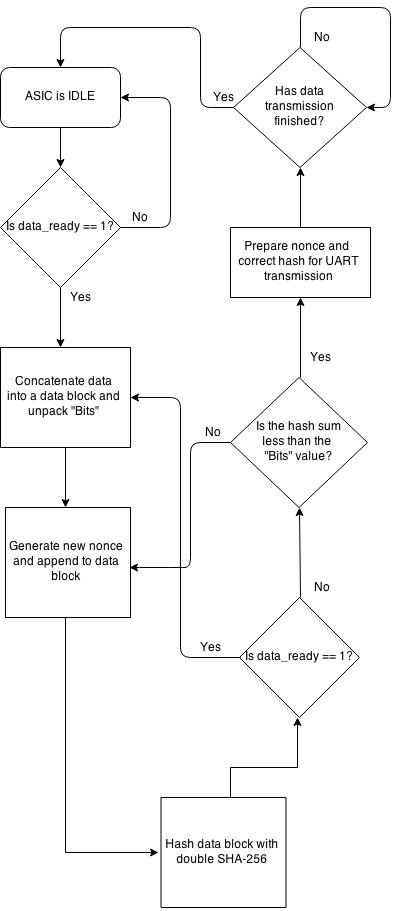 No
Has data
transmission
finished?
Yes
ASIC is IDLE
No
Is data_ready == 1?
Yes
Prepare nonce and
correct hash for UART
transmission
Yes
Concatenate data
into a data block and
unpack "Bits"
Is the hash sum
less than the
"Bits" value?
No
Generate new nonce
and append to data
block
No
Is data_ready == 1?
Yes
Hash data block with
double SHA-256